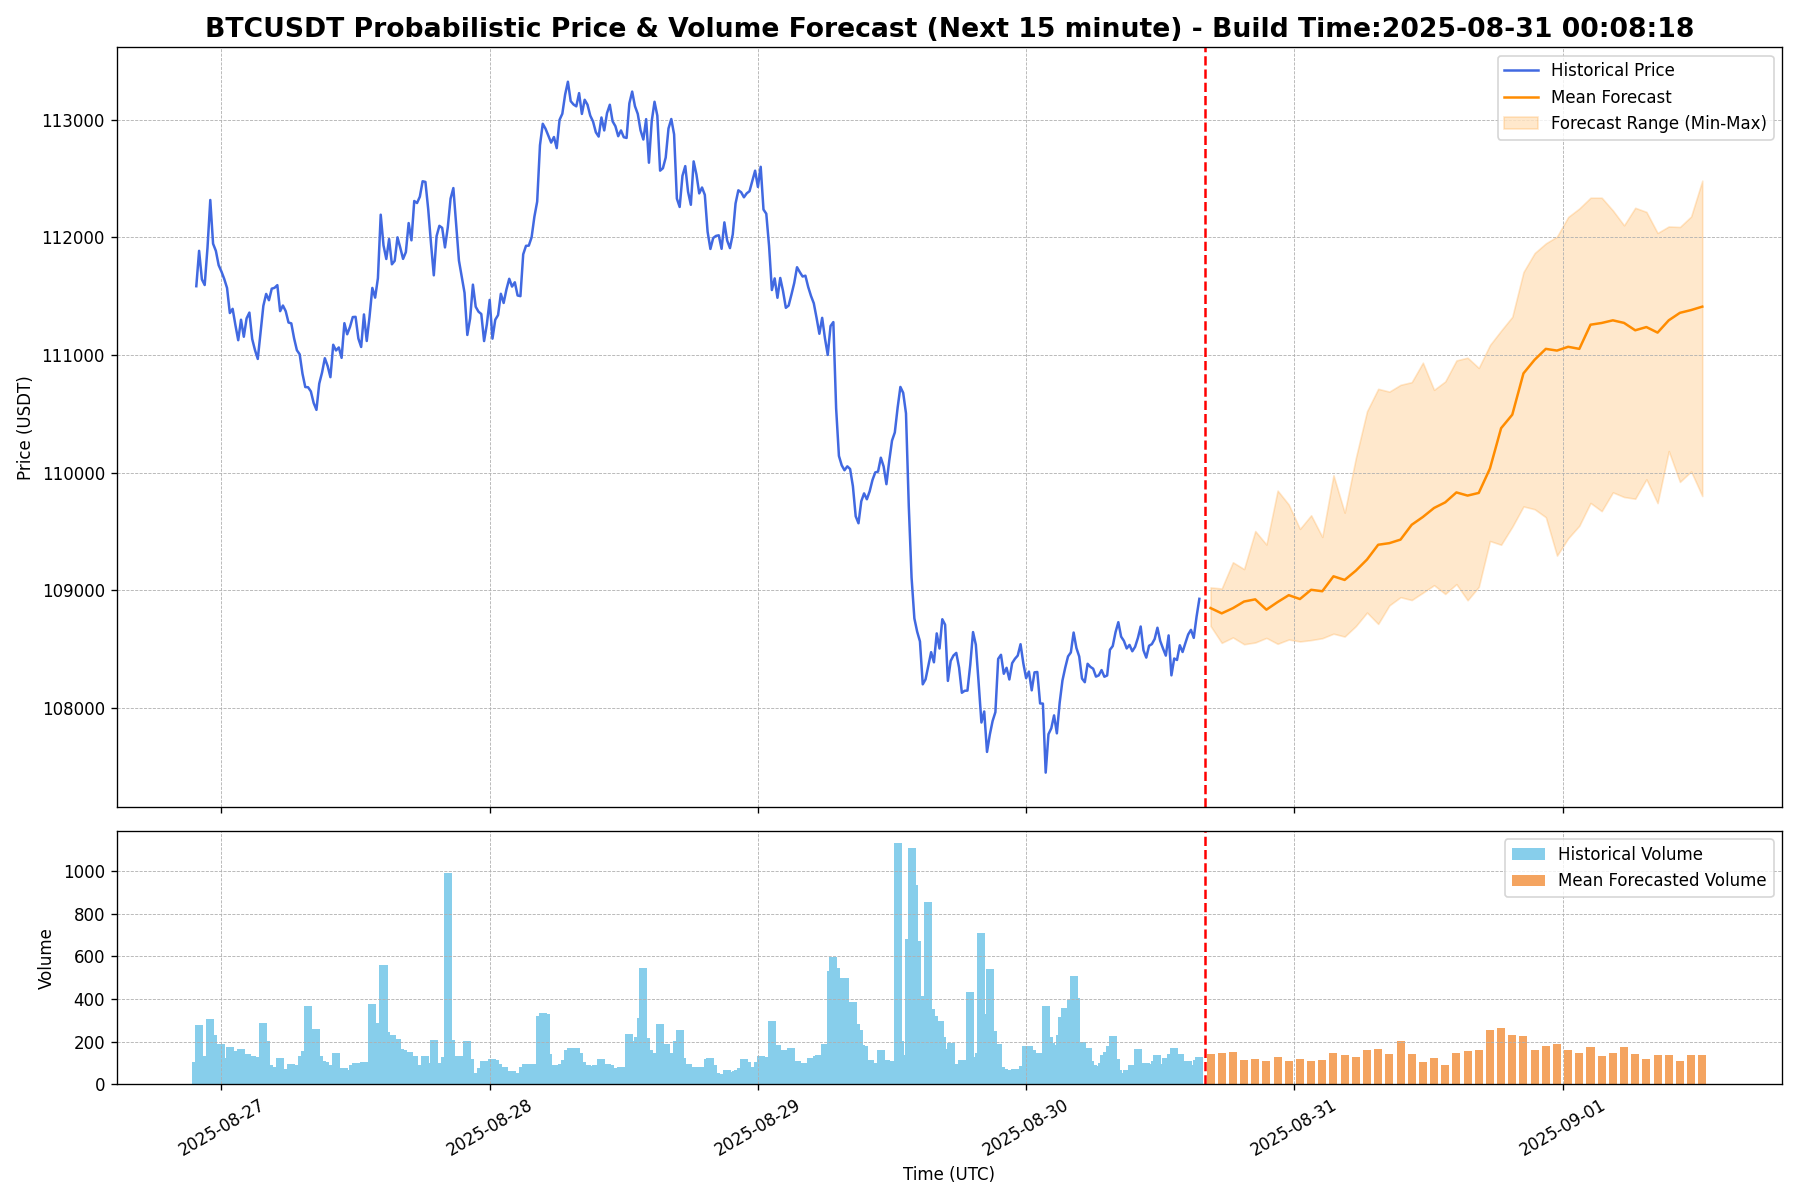 BTCUSDT Probabilistic Price & Volume Forecast (Next 15 minute) - Build Time:2025-08-31 00:08:18
Historical Price
Mean Forecast
Forecast Range (Min-Max)
Price (USDT)
113000
112000
111000
110000
109000
108000
Historical Volume
Mean Forecasted Volume
Volume
1000
800
600
400
200
0
2025-08-27
2025-08-28
2025-08-29
2025-08-30
2025-08-31
2025-09-01
Time (UTC)